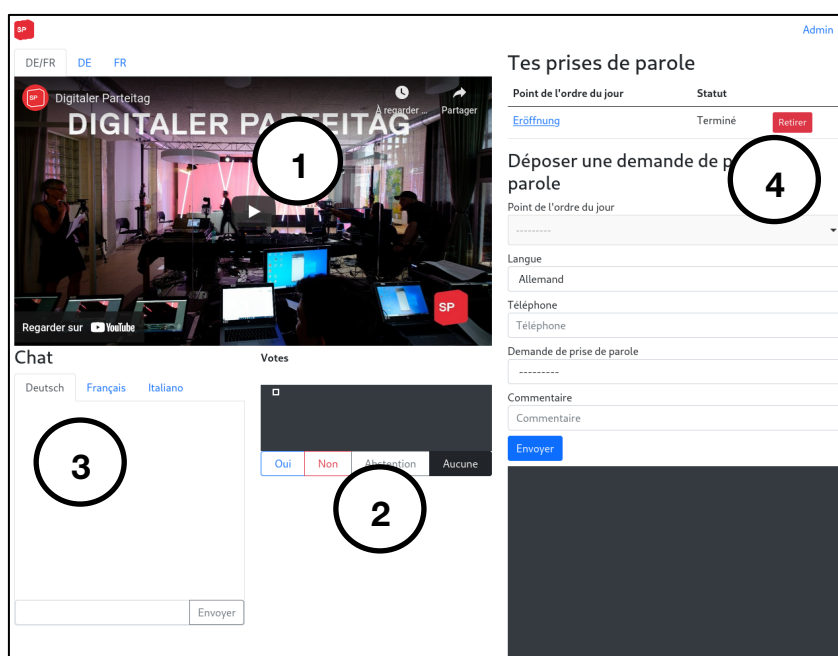 SP
Admin
DE/FR DE FR
SP Digitaler Parteitag
À regarder ... Partager
DIGITALER PARTEITAG
1
SP
Regarder sur YouTube
Chat
Deutsch Français Italiano
3
Envoyer
Votes
Oui Non Abstention Aucune
2
Tes prises de parole
Point de l'ordre du jour Statut
Eröffnung Terminé Retirer
Déposer une demande de
parole
4
Point de l'ordre du jour
---------
Langue
Allemand
Téléphone
Téléphone
Demande de prise de parole
---------
Commentaire
Commentaire
Envoyer